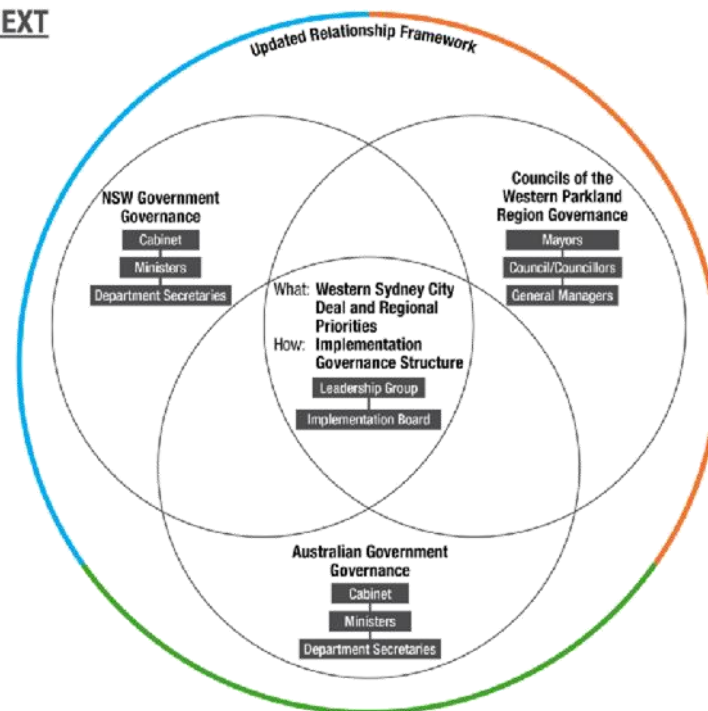 EXT
Updated Relationship Framework
NSW Government
Governance
Cabinet
Ministers
Department Secretaries
Councils of the
Western Parkland
Region Governance
Mayors
Council/Councillors
General Managers
What: Western Sydney City
Deal and Regional
Priorities
How: Implementation
Governance Structure
Leadership Group
Implementation Board
Australian Government
Governance
Cabinet
Ministers
Department Secretaries